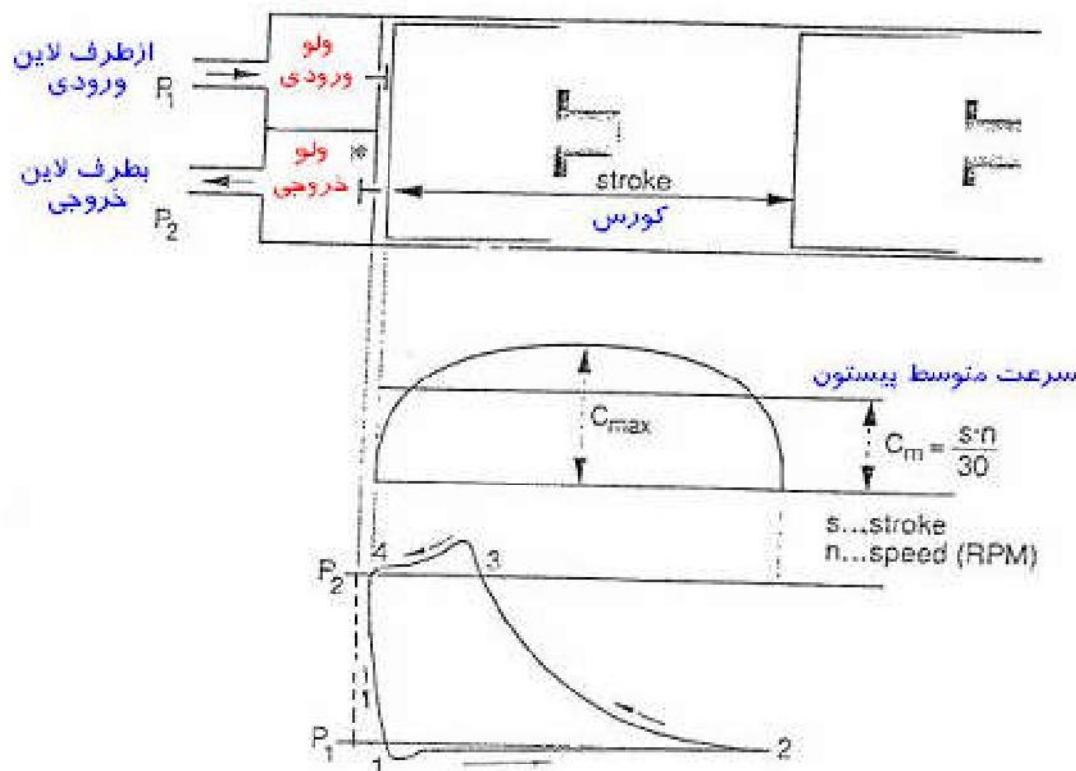 ازطرف لاین
ورودی
P1
ولو
ورودی
بطرف لاین
خروجی
P2
ولو
خروجی
stroke
کورس
سرعت متوسط پیستون
Cmax
Cm = s·n
30
s...stroke
n...speed (RPM)
4
3
P2
P1
1
2